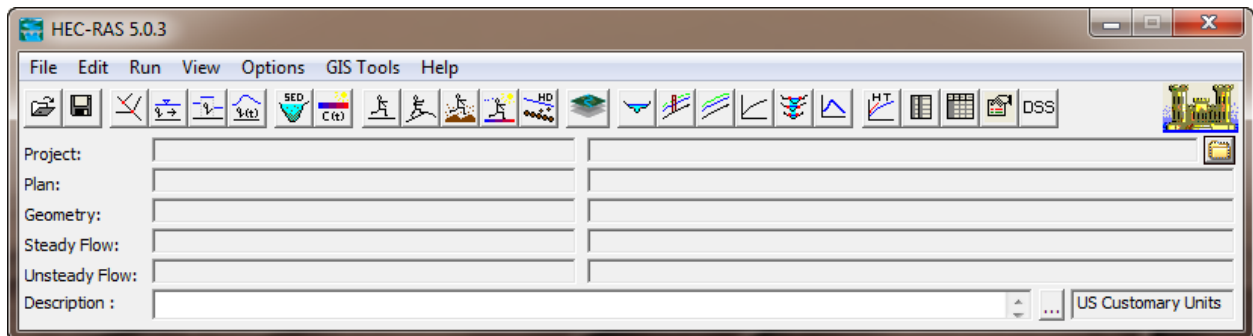 HEC-RAS 5.0.3
File Edit Run View Options GIS Tools Help
SED C(t) HD HT DSS
Project:
Plan:
Geometry:
Steady Flow:
Unsteady Flow:
Description : ... US Customary Units